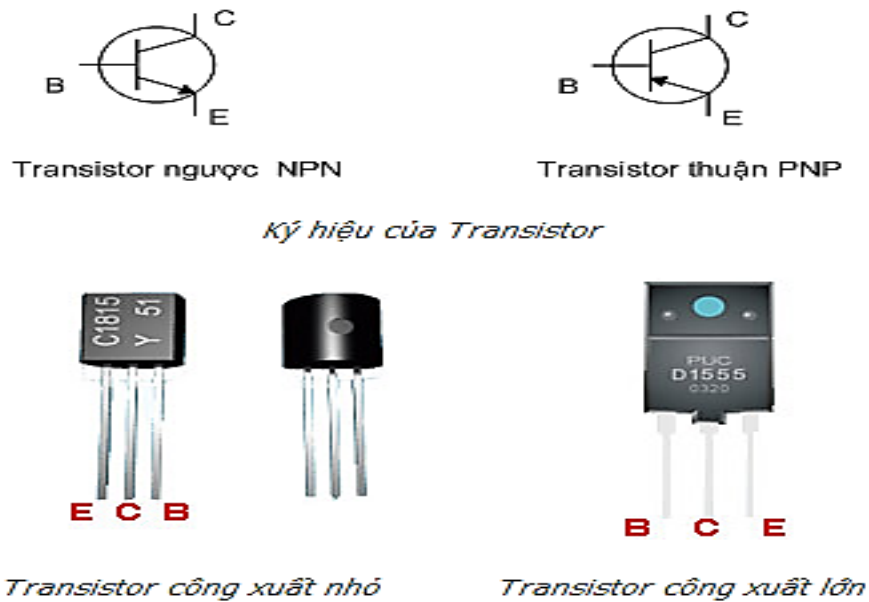 C
C
B
B
E
E
Transistor ngược NPN
Transistor thuận PNP
Ký hiệu của Transistor
C1815
Y 51
PUC
D1555
0320
E C B
B C E
Transistor công xuất nhỏ
Transistor công xuất lớn